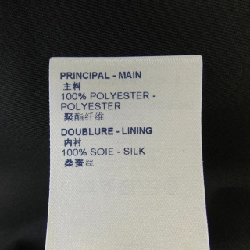 PRINCIPAL - MAIN
主料
100% POLYESTER -
POLYESTER
聚酯纤维
DOUBLURE - LINING
内衬
100% SOIE - SILK
桑蚕丝